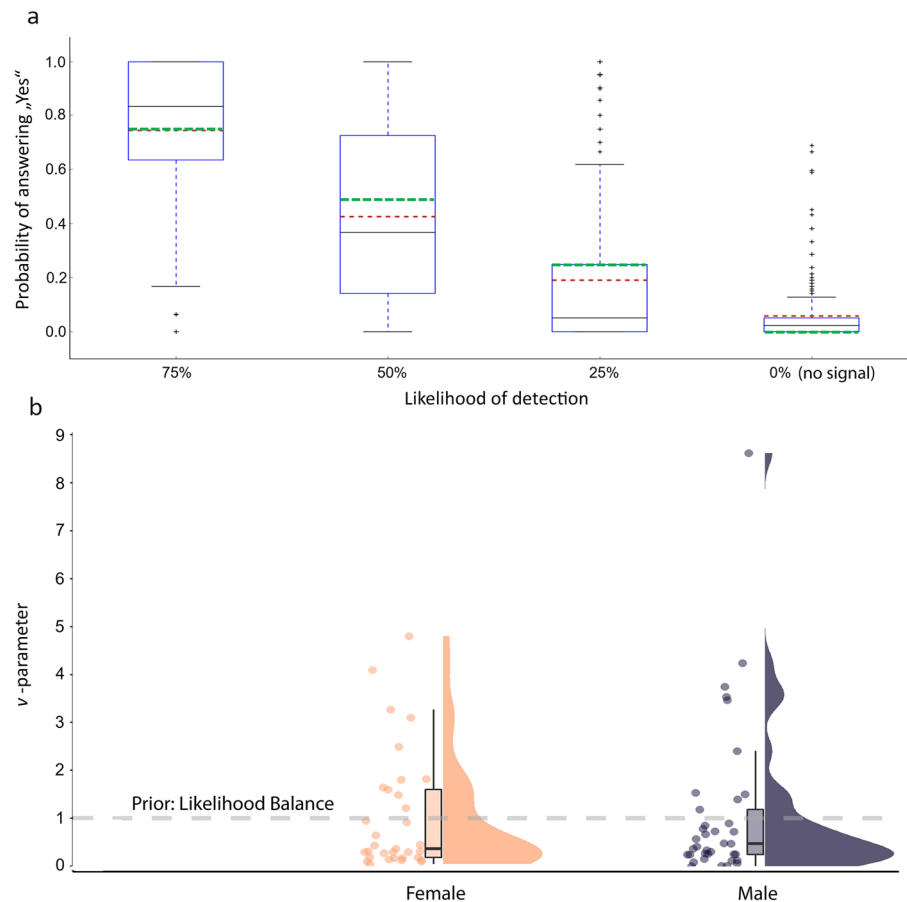 a
Probability of answering „Yes“
1.0
0.8
0.6
0.4
0.2
0.0
75%
50%
25%
0% (no signal)
Likelihood of detection
b
v-parameter
9
8
7
6
5
4
3
2
1
0
Prior: Likelihood Balance
Female
Male